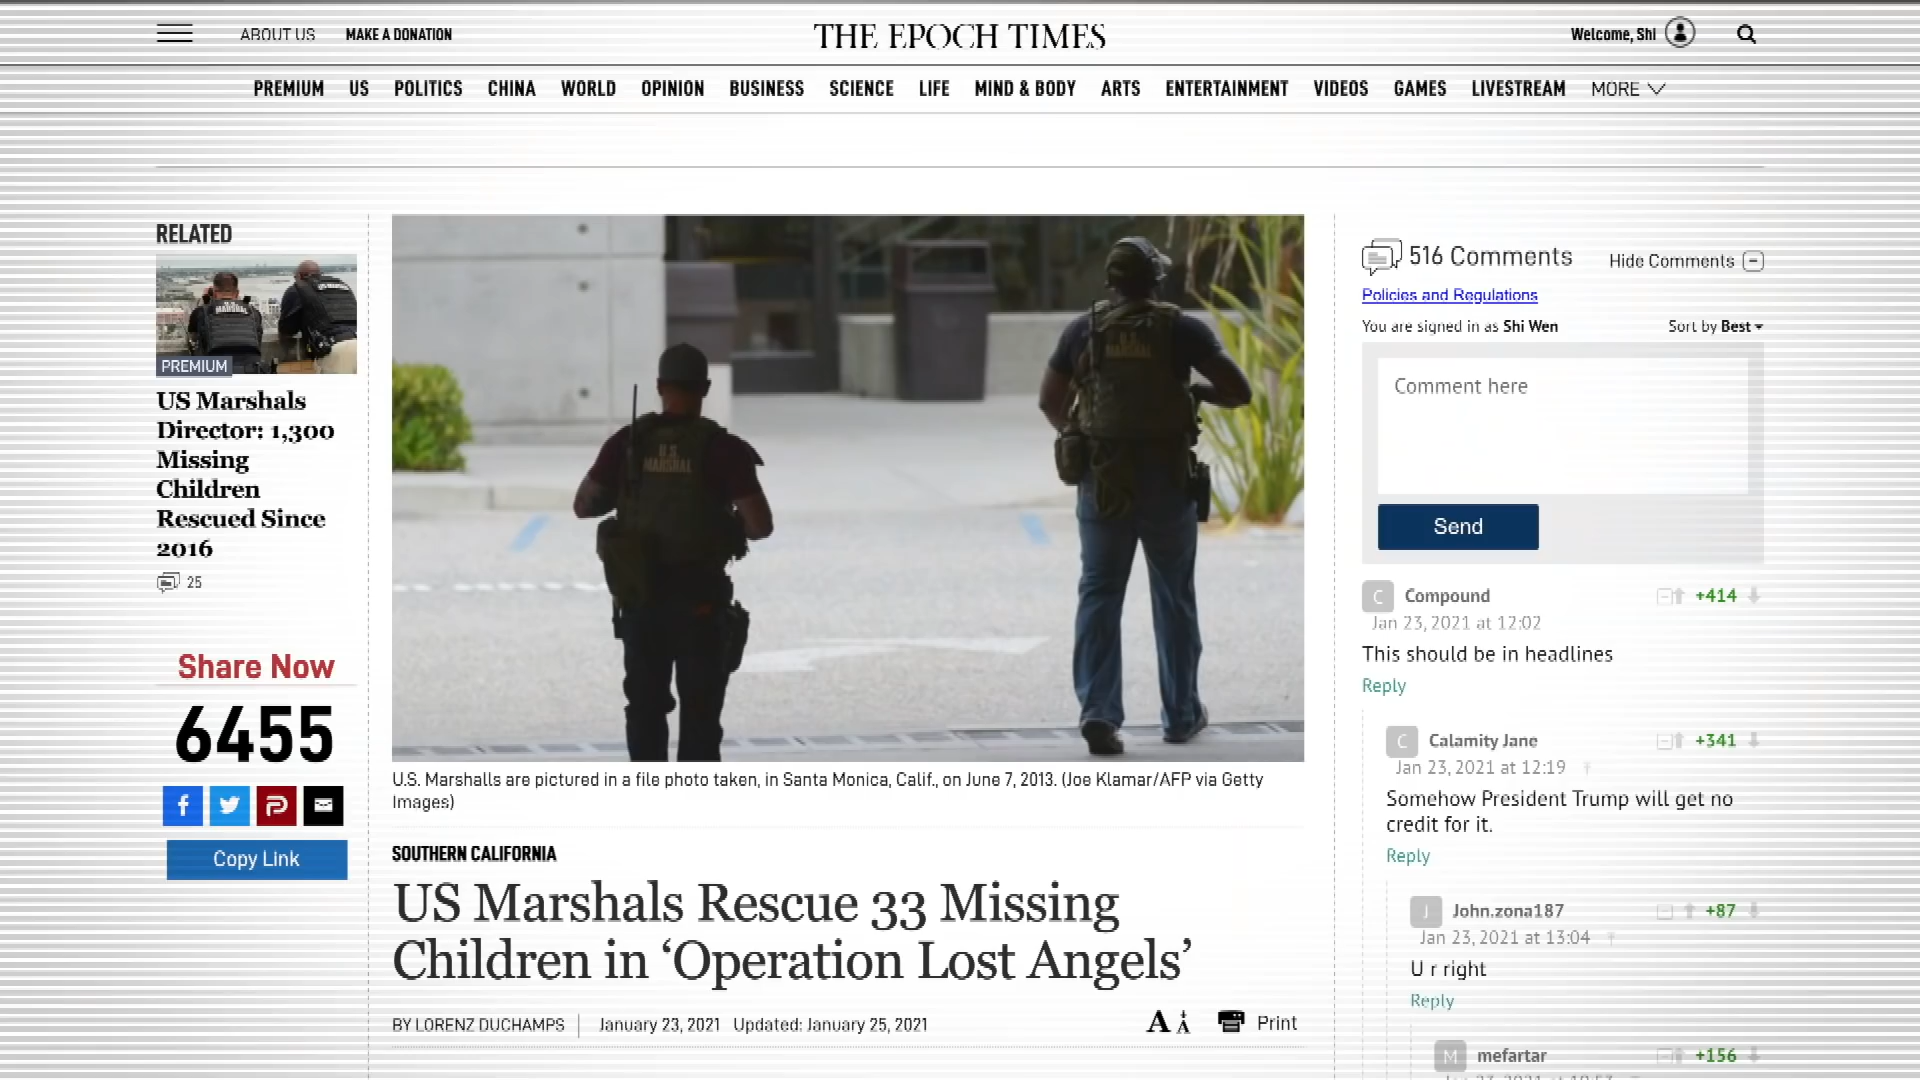 ABOUT US
MAKE A DONATION
THE EPOCH TIMES
Welcome, Shi
PREMIUM US POLITICS CHINA WORLD OPINION BUSINESS SCIENCE LIFE MIND & BODY ARTS ENTERTAINMENT VIDEOS GAMES LIVESTREAM MORE
RELATED
U.S.
MARSHAL
PREMIUM
US Marshals
Director: 1,300
Missing
Children
Rescued Since
2016
25
Share Now
6455
Copy Link
U.S.
MARSHAL
U.S.
MARSHAL
U.S. Marshalls are pictured in a file photo taken, in Santa Monica, Calif., on June 7, 2013. (Joe Klamar/AFP via Getty
Images)
SOUTHERN CALIFORNIA
US Marshals Rescue 33 Missing
Children in ‘Operation Lost Angels’
BY LORENZ DUCHAMPS January 23, 2021 Updated: January 25, 2021
A A Print
516 Comments Hide Comments
Policies and Regulations
You are signed in as Shi Wen Sort by Best
Comment here
Send
C Compound +414
Jan 23, 2021 at 12:02
This should be in headlines
Reply
C Calamity Jane +341
Jan 23, 2021 at 12:19
Somehow President Trump will get no
credit for it.
Reply
J John.zona187 +87
Jan 23, 2021 at 13:04
U r right
Reply
M mefartar +156